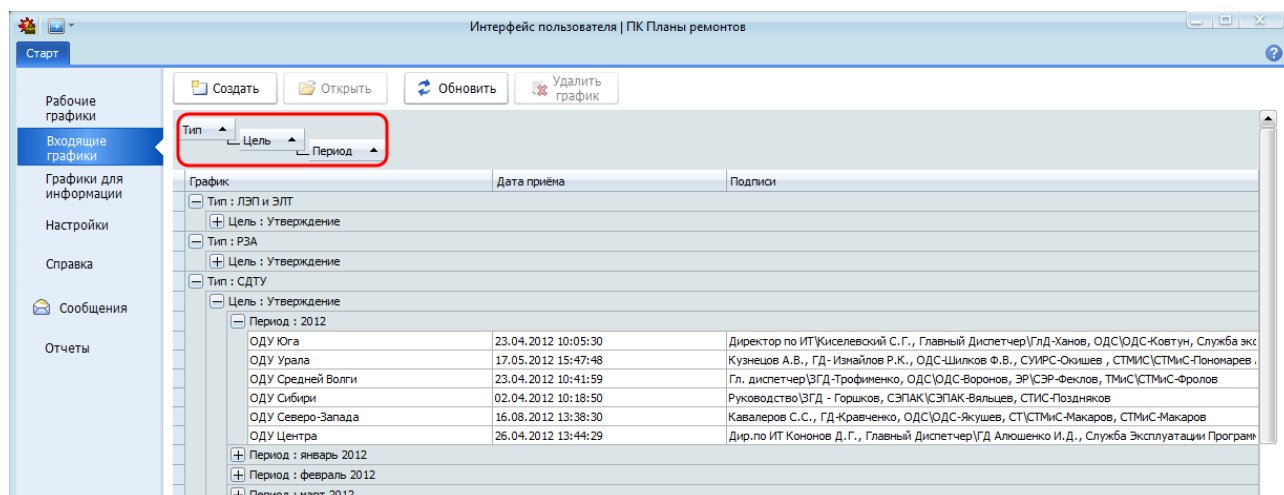 Интерфейс пользователя | ПК Планы ремонтов
Старт
Рабочие
графики
Входящие
графики
Графики для
информации
Настройки
Справка
Сообщения
Отчеты
Создать Открыть Обновить Удалить
график
Тип
Цель
Период
График Дата приёма Подписи
Тип : ЛЭП и ЭЛТ
Цель : Утверждение
Тип : РЗА
Цель : Утверждение
Тип : СДТУ
Цель : Утверждение
Период : 2012
ОДУ Юга 23.04.2012 10:05:30 Директор по ИТ\Киселевский С.Г., Главный Диспетчер\ГлД-Ханов, ОДС\ОДС-Ковтун, Служба экс
ОДУ Урала 17.05.2012 15:47:48 Кузнецов А.В., ГД- Измайлов Р.К., ОДС-Шилков Ф.В., СУИРС-Окишев , СТМИС\СТМиС-Пономарев
ОДУ Средней Волги 23.04.2012 10:41:59 Гл. диспетчер\ЗГД-Трофименко, ОДС\ОДС-Воронов, ЭР\СЭР-Феклов, ТМиС\СТМиС-Фролов
ОДУ Сибири 02.04.2012 10:18:50 Руководство\ЗГД - Горшков, СЭПАК\СЭПАК-Вяльцев, СТИС-Поздняков
ОДУ Северо-Запада 16.08.2012 13:38:30 Кавалеров С.С., ГД-Кравченко, ОДС\ОДС-Якушев, СТ\СТМиС-Макаров, СТМиС-Макаров
ОДУ Центра 26.04.2012 13:44:29 Дир.по ИТ Кононов Д.Г., Главный Диспетчер\ГД Алюшенко И.Д., Служба Эксплуатации Програм
Период : январь 2012
Период : февраль 2012
Период : март 2012